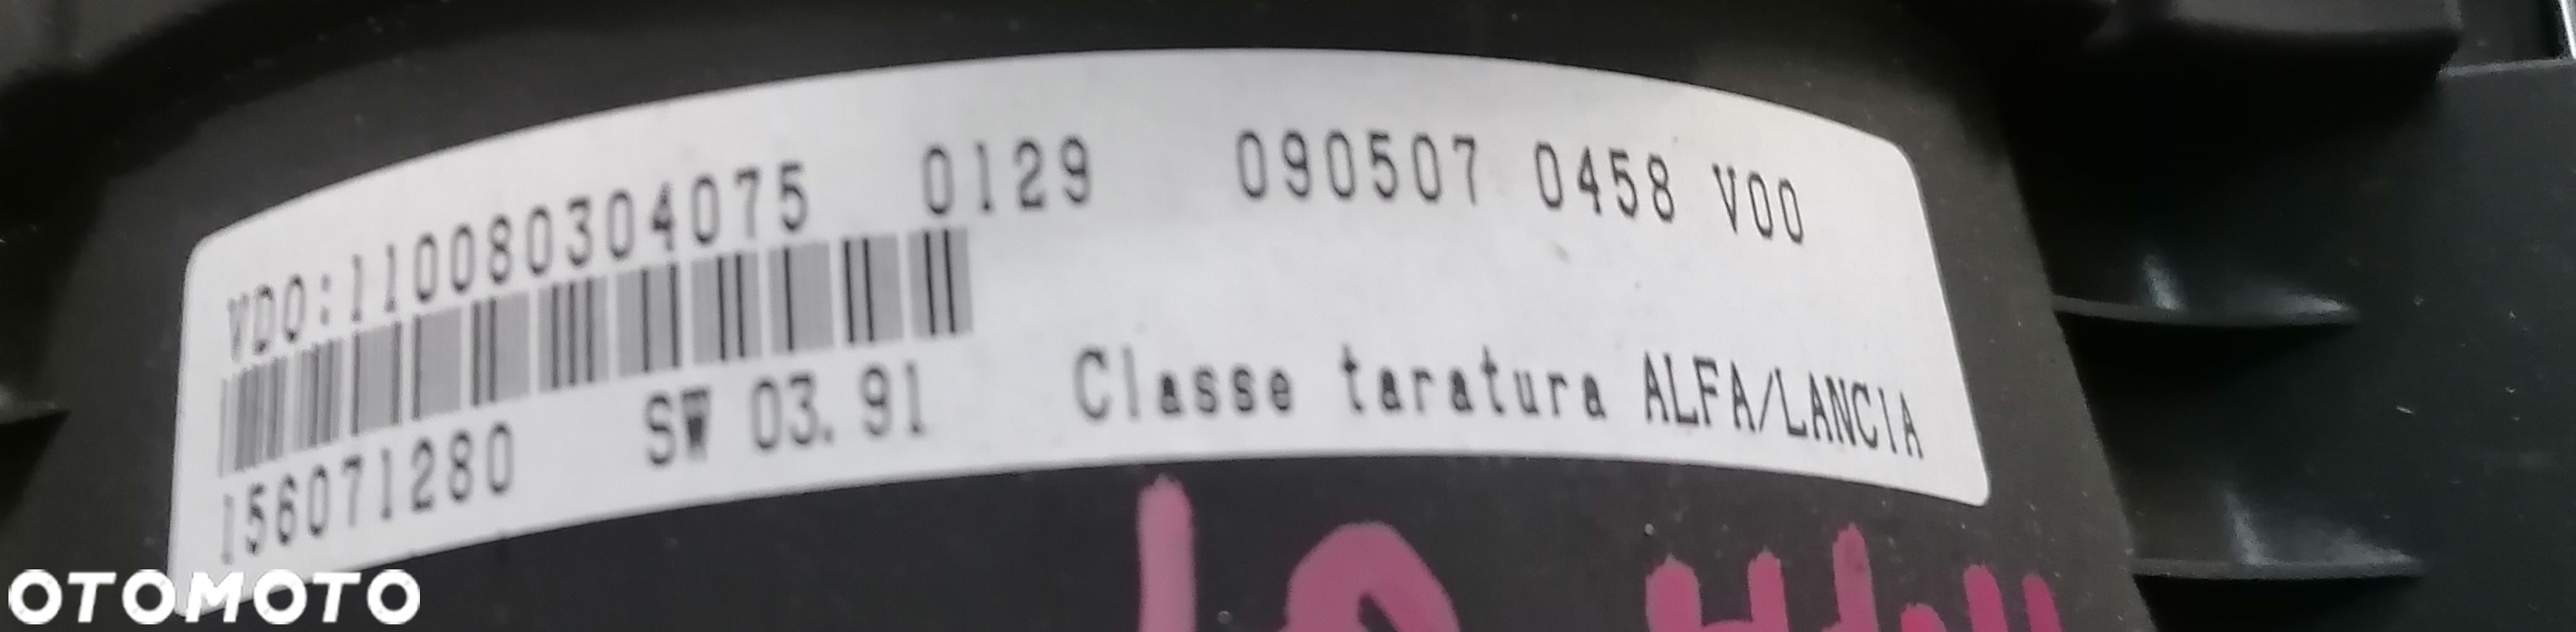 VDO:110080304075 0129 090507 0458 V00
156071280 SW 03.91 Classe taratura ALFA/LANCIA
OTOMOTO